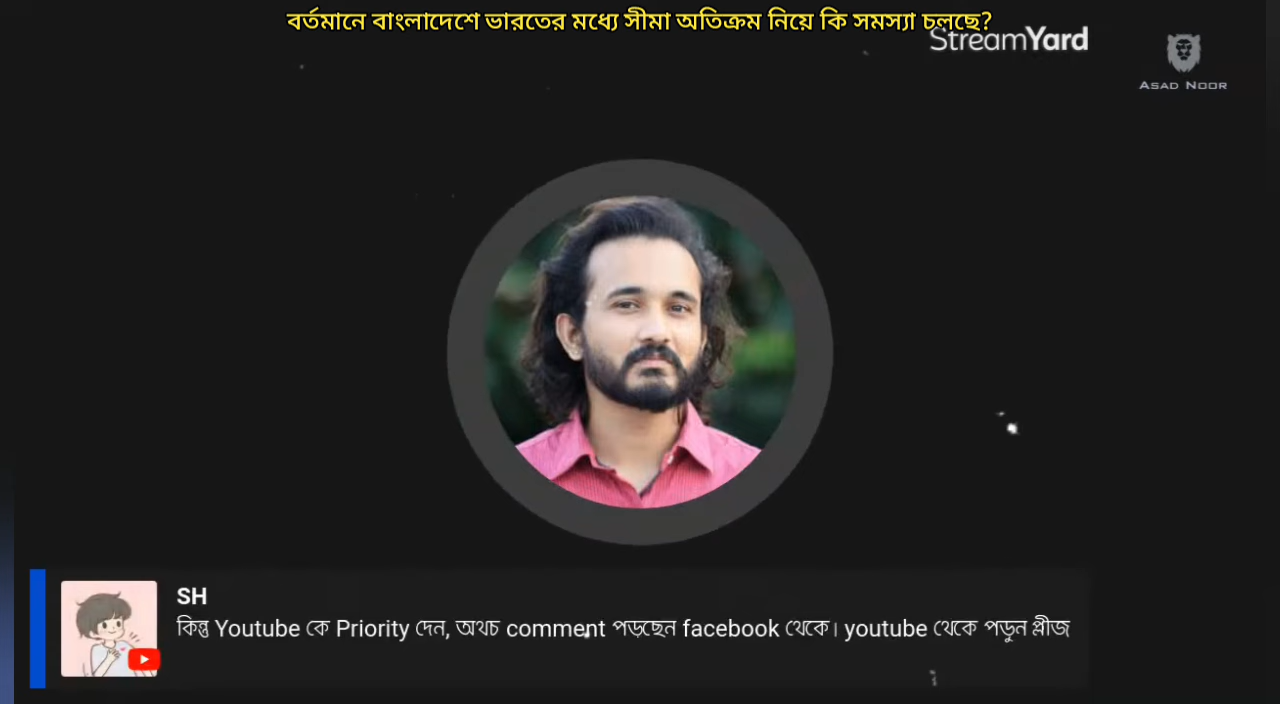 বর্তমানে বাংলাদেশে ভারতের মধ্যে সীমা অতিক্রম নিয়ে কি সমস্যা চলছে?
StreamYard
ASAD NOOR
SH
কিন্তু Youtube কে Priority দেন, অথচ comment পড়ছেন facebook থেকে। youtube থেকে পড়ুন প্লীজ